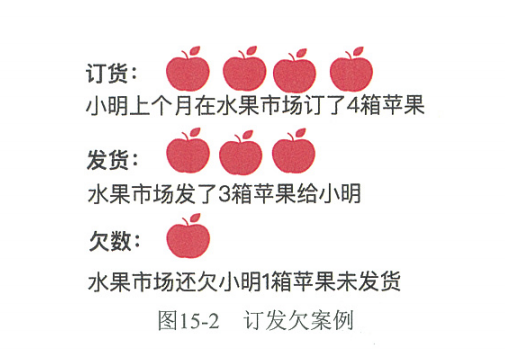 订货：
小明上个月在水果市场订了4箱苹果
发货：
水果市场发了3箱苹果给小明
欠数：
水果市场还欠小明1箱苹果未发货
图15-2 订发欠案例